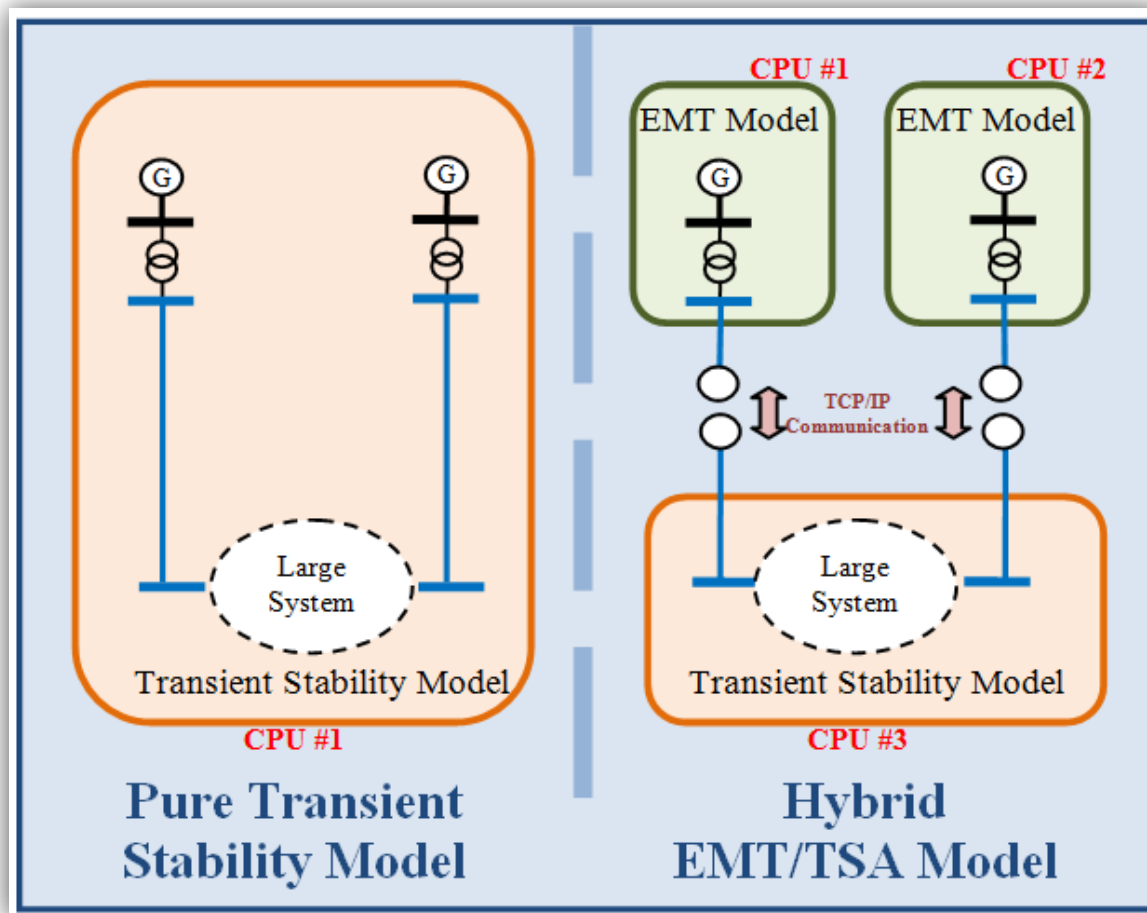 G
G
Large
System
Transient Stability Model
CPU #1
Pure Transient
Stability Model
CPU #1
EMT Model
G
CPU #2
EMT Model
G
TCP/IP
Communication
Large
System
Transient Stability Model
CPU #3
Hybrid
EMT/TSA Model